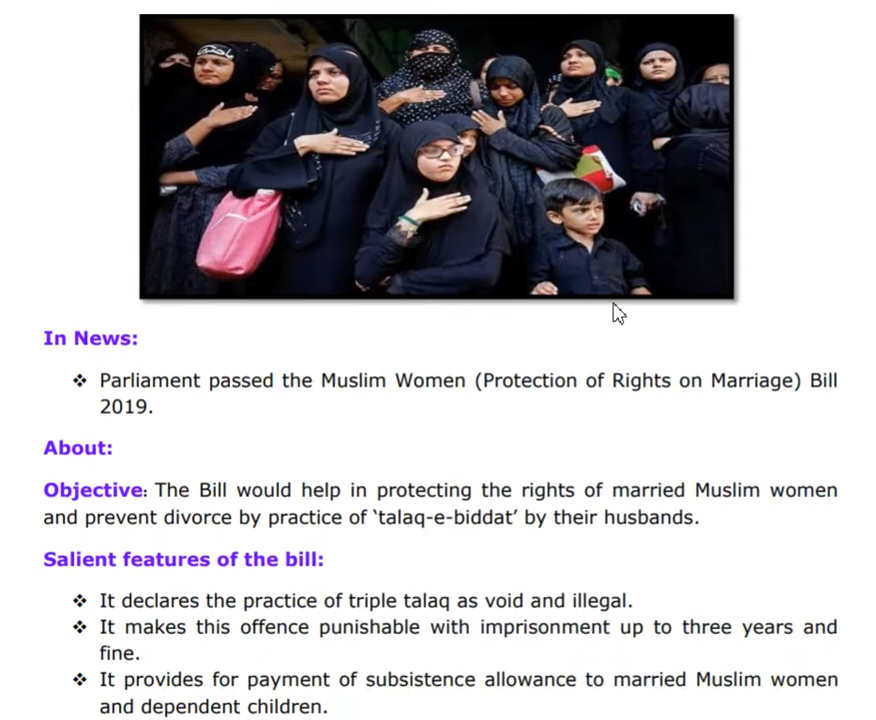 In News:
❖ Parliament passed the Muslim Women (Protection of Rights on Marriage) Bill
2019.
About:
Objective: The Bill would help in protecting the rights of married Muslim women
and prevent divorce by practice of ‘talaq-e-biddat’ by their husbands.
Salient features of the bill:
❖ It declares the practice of triple talaq as void and illegal.
❖ It makes this offence punishable with imprisonment up to three years and
fine.
❖ It provides for payment of subsistence allowance to married Muslim women
and dependent children.